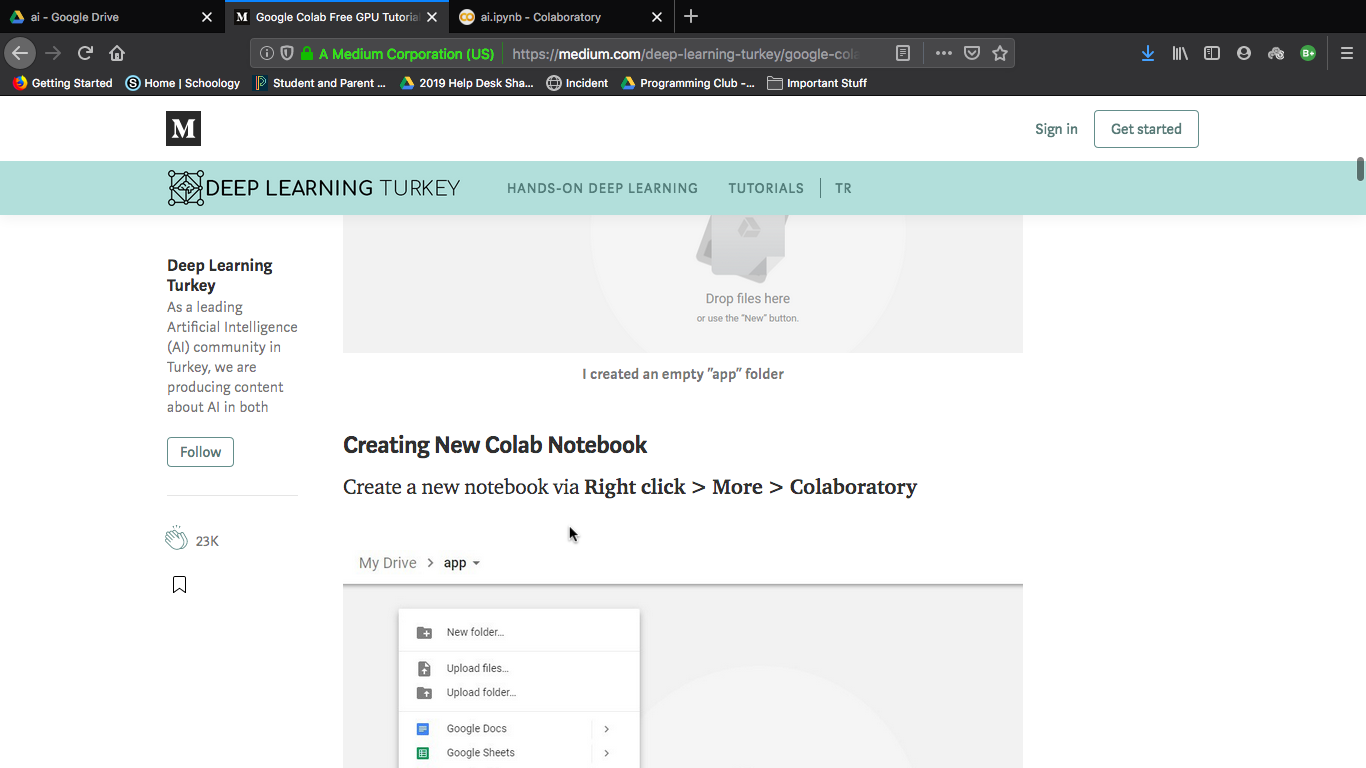 ai - Google Drive
Google Colab Free GPU Tutoria
ai.ipynb - Colaboratory
A Medium Corporation (US)
https://medium.com/deep-learning-turkey/google-cola
Getting Started
Home | Schoology
Student and Parent ...
2019 Help Desk Sha...
Incident
Programming Club -...
Important Stuff
M
Sign in
Get started
DEEP LEARNING TURKEY
HANDS-ON DEEP LEARNING
TUTORIALS
TR
Deep Learning
Turkey
As a leading
Artificial Intelligence
(AI) community in
Turkey, we are
producing content
about AI in both
Follow
23K
Drop files here
or use the "New" button.
I created an empty "app" folder
Creating New Colab Notebook
Create a new notebook via Right click > More > Colaboratory
My Drive > app
New folder...
Upload files...
Upload folder...
Google Docs
Google Sheets